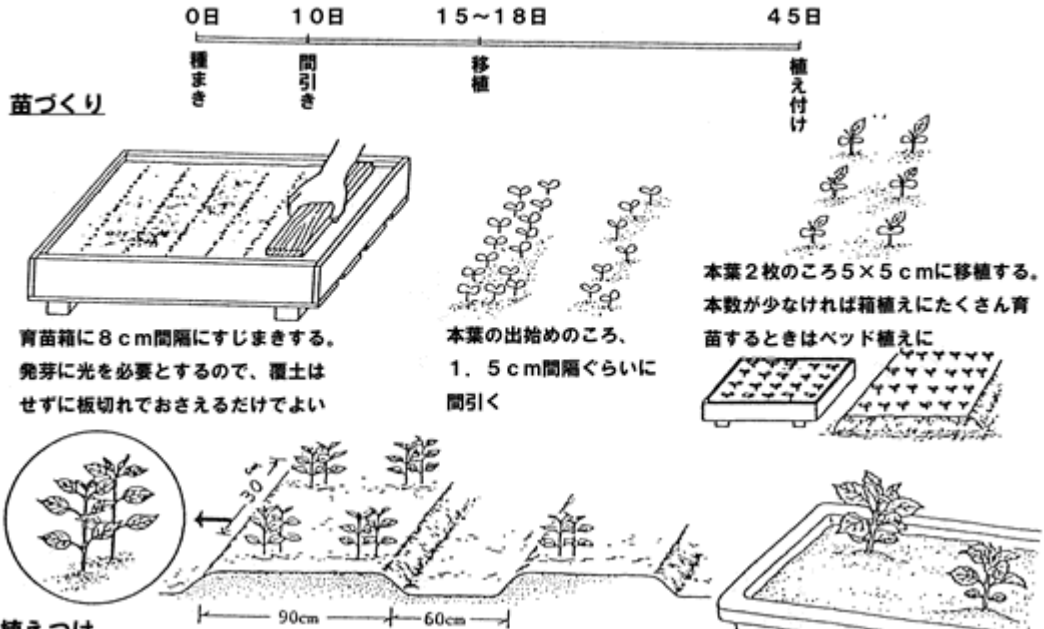 0日
10日
15～18日
45日
種まき
間引き
移植
植え付け
苗づくり
育苗箱に8cm間隔にすじまきする。
発芽に光を必要とするので、覆土は
せずに板切れでおさえるだけでよい
本葉の出始めのころ、
1．5cm間隔ぐらいに
間引く
本葉2枚のころ5×5cmに移植する。
本数が少なければ箱植えにたくさん育
苗するときはベッド植えに
30
90cm
60cm
植えつけ